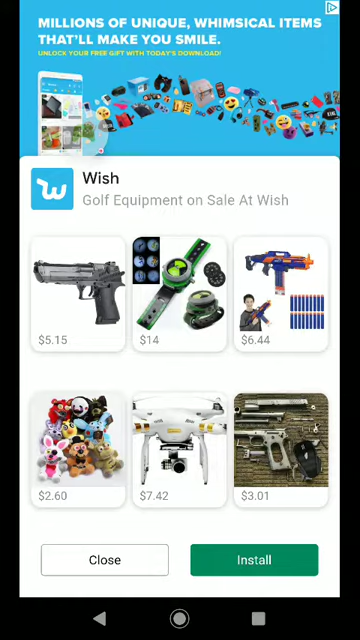 MILLIONS OF UNIQUE, WHIMSICAL ITEMS
THAT'LL MAKE YOU SMILE.
UNLOCK YOUR FREE GIFT WITH TODAY'S DOWNLOAD!
Wish
Golf Equipment on Sale At Wish
$5.15
$14
$6.44
$2.60
$7.42
$3.01
Close
Install